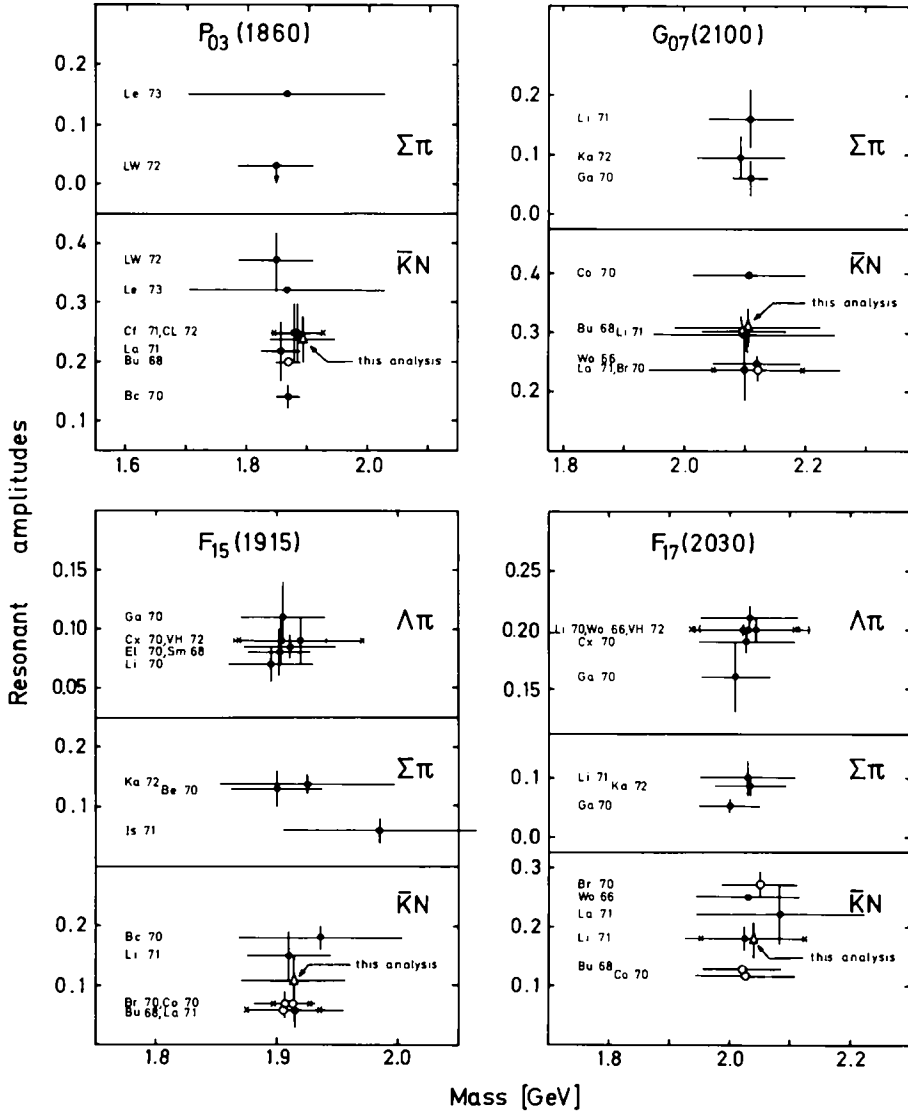 P03(1860)
0.2
Le 73
0.1
Σπ
LW 72
0.0
0.4
LW 72
K̄N
0.3
Le 73
Cf 71,CL 72
La 71
0.2
Bu 68
this analysis
Bc 70
0.1
1.6
1.8
2.0
G07(2100)
0.2
Li 71
Σπ
0.1
Ka 72
Ga 70
0.0
K̄N
0.4
Co 70
this analysis
0.3
Bu 68 Li 71
Wo 66
La 71,Br 70
0.2
1.8
2.0
2.2
Resonant amplitudes
F15(1915)
0.15
Ga 70
Λπ
0.10
Cx 70,VH 72
El 70,Sm 68
Li 70
0.05
0.2
Σπ
Ka 72 Be 70
0.1
Is 71
K̄N
0.2
Bc 70
Li 71
this analysis
0.1
Br 70,Co 70
Bu 68,La 71
1.8
1.9
2.0
F17(2030)
0.25
Λπ
0.20
Li 70,Wo 66,VH 72
Cx 70
Ga 70
0.15
Σπ
0.1
Li 71
Ka 72
Ga 70
0.0
0.3
Br 70
Wo 66
K̄N
0.2
La 71
Li 71
this analysis
Bu 68
Co 70
0.1
1.8
2.0
2.2
Mass [GeV]